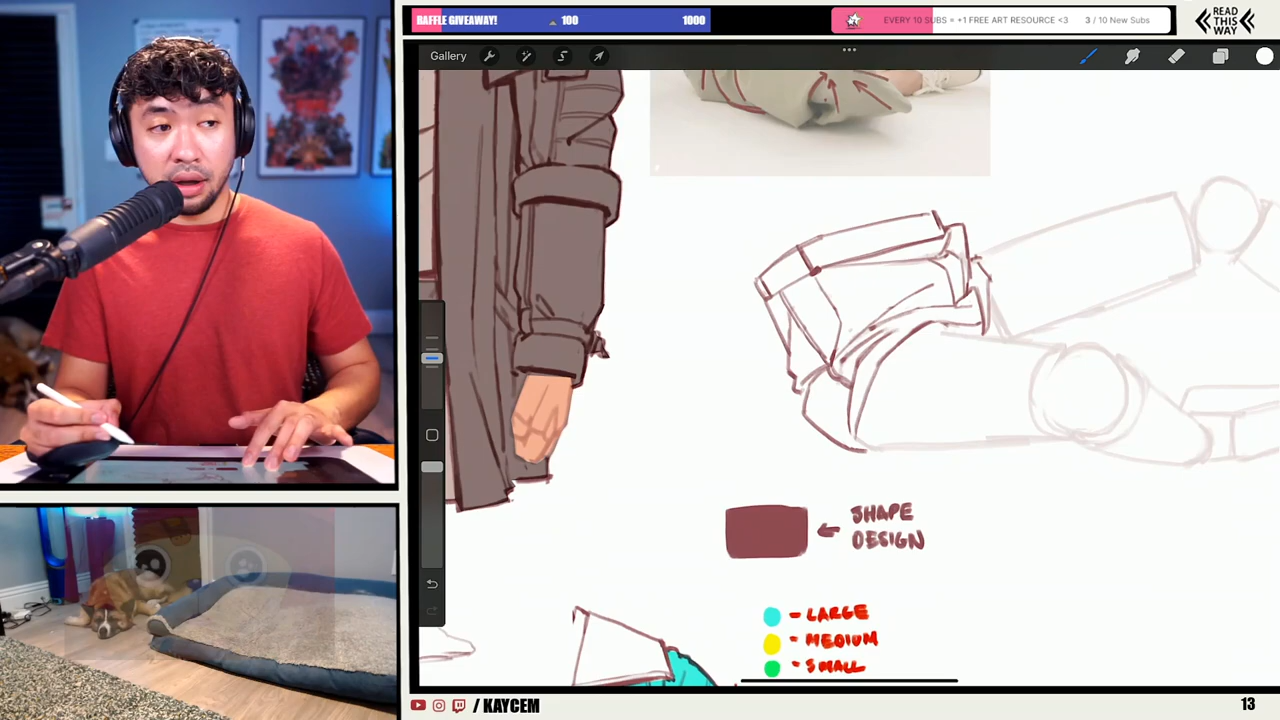 RAFFLE GIVEAWAY!
100
1000
EVERY 10 SUBS = +1 FREE ART RESOURCE <3
3 / 10 New Subs
READ
THIS
WAY
Gallery
SHAPE
DESIGN
- LARGE
- MEDIUM
- SMALL
/ KAYCEM
13